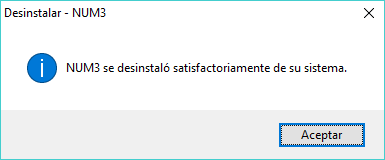 Desinstalar - NUM3
NUM3 se desinstaló satisfactoriamente de su sistema.
Aceptar